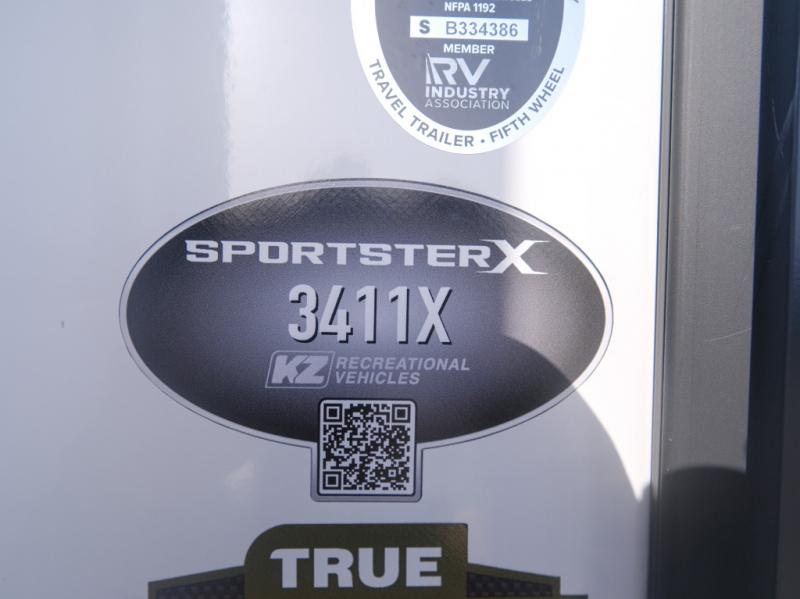 NFPA 1192
S B334386
MEMBER
RV
INDUSTRY
ASSOCIATION
TRAVEL TRAILER • FIFTH WHEEL
SPORTSTERX
3411X
KZ RECREATIONAL
VEHICLES
TRUE